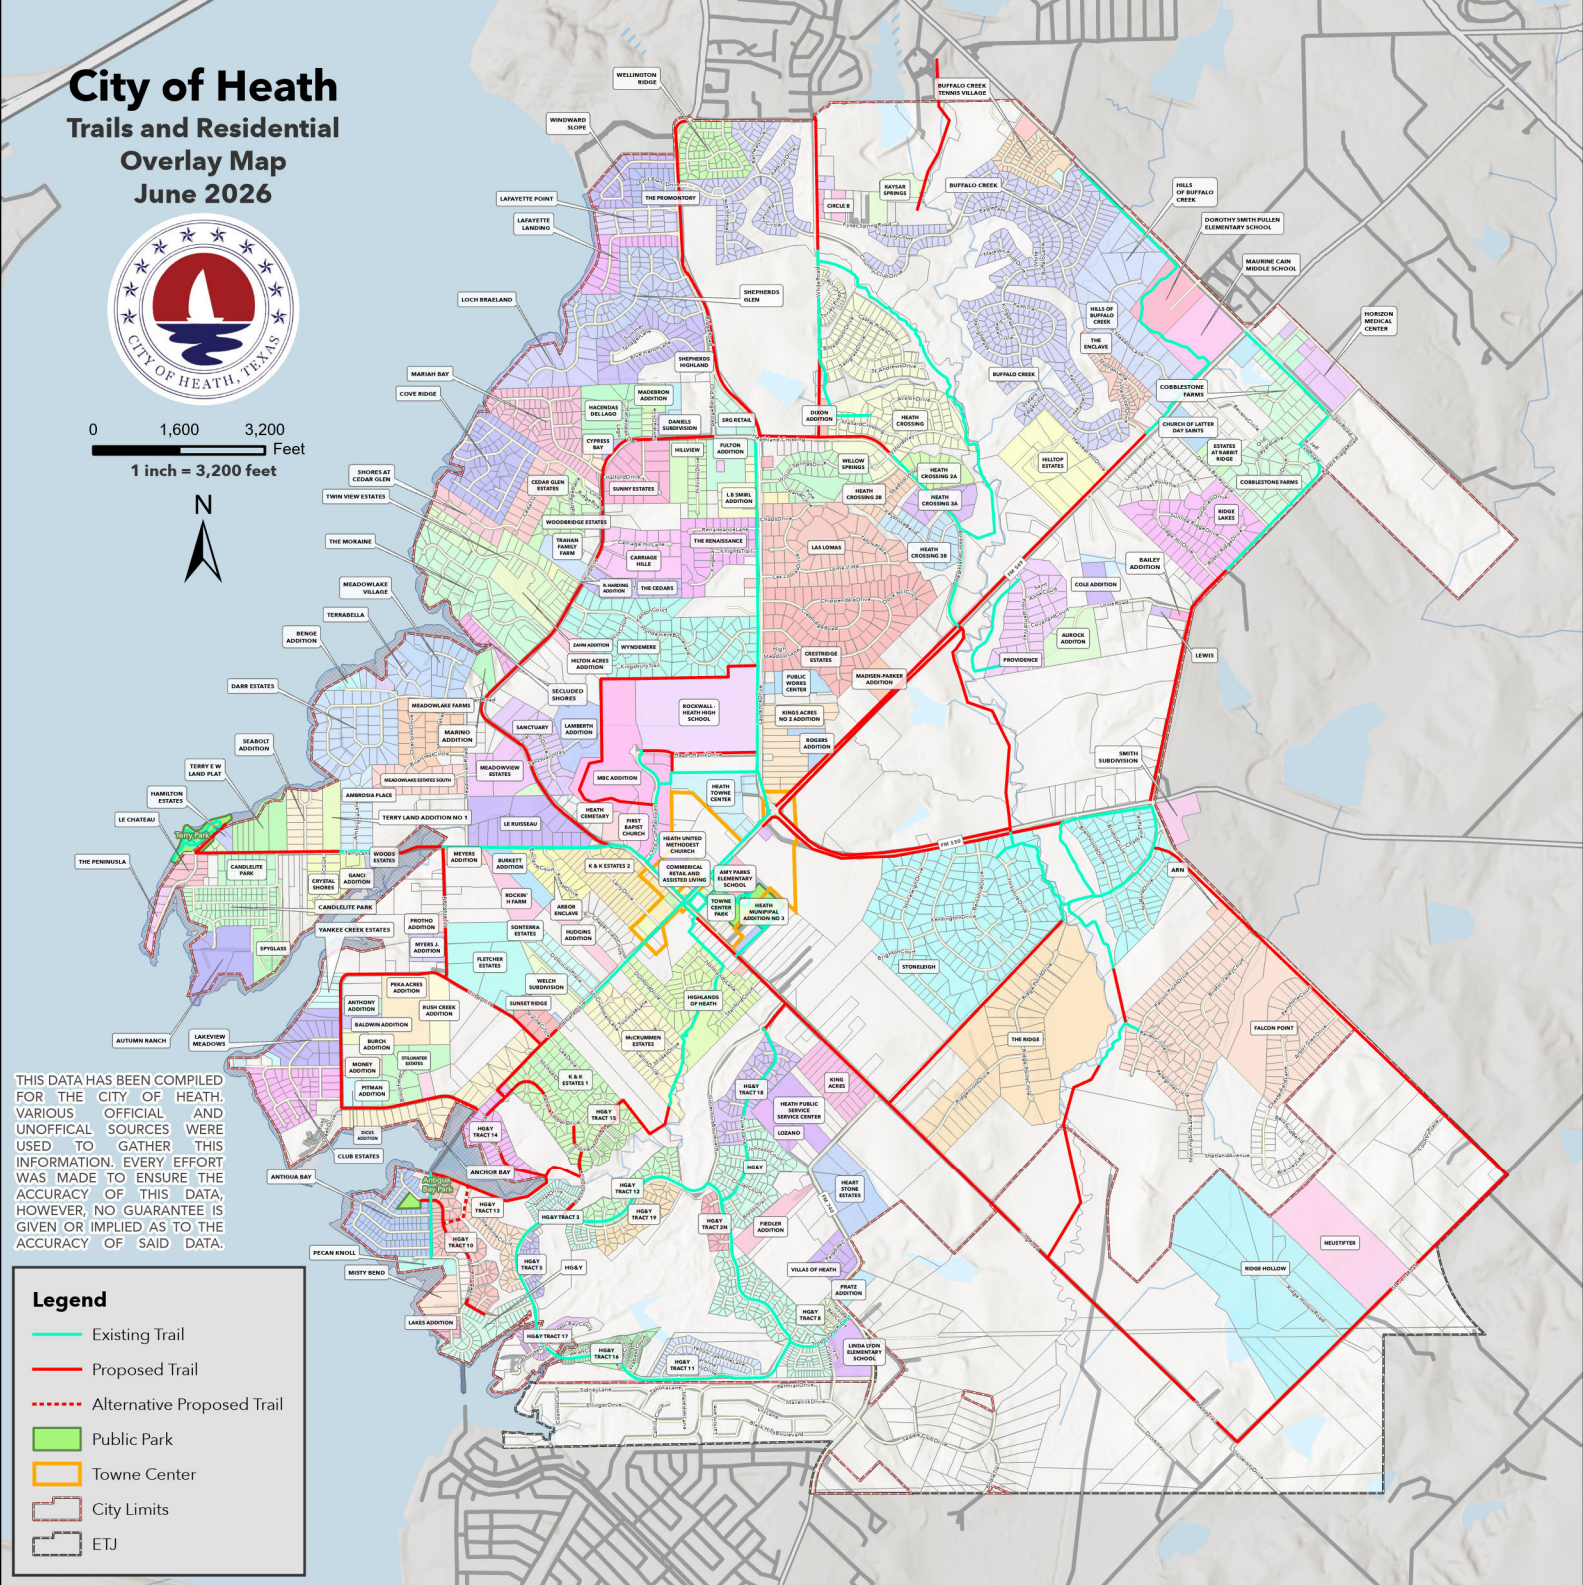 City of Heath
Trails and Residential
Overlay Map
June 2026
CITY OF HEATH, TEXAS
0 1,600 3,200
Feet
1 inch = 3,200 feet
N
WELLINGTON
RIDGE
WINDWARD
SLOPE
LAFAYETTE POINT
LAFAYETTE
LANDING
THE PROMONTORY
BUFFALO CREEK
TENNIS VILLAGE
KAYSAR
SPRINGS
BUFFALO CREEK
CIRCLE B
HILLS
OF BUFFALO
CREEK
DOROTHY SMITH PULLEN
ELEMENTARY SCHOOL
MAURINE CAIN
MIDDLE SCHOOL
HORIZON
MEDICAL
CENTER
LOCH BRAELAND
SHEPHERDS
GLEN
HILLS OF
BUFFALO
CREEK
THE
ENCLAVE
MARIAH BAY
COVE RIDGE
SHEPHERDS
HIGHLAND
BUFFALO CREEK
COBBLESTONE
FARMS
MADEBRON
ADDITION
HACENDAS
DEL LAGO
DANIELS
SUBDIVISION
SRG RETAIL
DIXON
ADDITION
HEATH
CROSSING
CHURCH OF LATTER
DAY SAINTS
CYPRESS
BAY
HILLVIEW
FULTON
ADDITION
ESTATES
AT RABBIT
RIDGE
HILLTOP
ESTATES
SHORES AT
CEDAR GLEN
TWIN VIEW ESTATES
CEDAR GLEN
ESTATES
SUNNY ESTATES
L B SMIRL
ADDITION
WILLOW
SPRINGS
HEATH
CROSSING 2A
HEATH
CROSSING 2B
HEATH
CROSSING 3A
COBBLESTONE FARMS
RIDGE
LAKES
WOODBRIDGE ESTATES
THE MORAINE
TRAHAN
FAMILY
FARM
THE RENAISSANCE
CARRIAGE
HILLE
LAS LOMAS
HEATH
CROSSING 3B
FM 549
BAILEY
ADDITION
MEADOWLAKE
VILLAGE
R. HARDING
ADDITION
THE CEDARS
COLE ADDITION
TERRABELLA
BENGE
ADDITION
ZAHM ADDITION
WYNDEMERE
HILTON ACRES
ADDITION
CRESTRIDGE
ESTATES
AUROCK
ADDITON
PROVIDENCE
LEWIS
DARR ESTATES
SECLUDED
SHORES
PUBLIC
WORKS
CENTER
MADISEN-PARKER
ADDITION
MEADOWLAKE FARMS
ROCKWALL -
HEATH HIGH
SCHOOL
KINGS ACRES
NO 2 ADDITION
MARINO
ADDITION
SANCTUARY
LAMBERTH
ADDITION
ROGERS
ADDITION
SEABOLT
ADDITION
TERRY E W
LAND PLAT
SMITH
SUBDIVISION
MEADOWLAKE ESTATES SOUTH
MEADOWVIEW
ESTATES
MBC ADDITION
HAMILTON
ESTATES
AMBROSIA PLACE
HEATH
TOWNE
CENTER
LE CHATEAU
Terry Park
TERRY LAND ADDITION NO 1
LE RUISSEAU
HEATH
CEMETARY
FIRST
BAPIST
CHURCH
HEATH UNITED
METHODIST
CHURCH
FM 550
THE PENINUSLA
WOODS
ESTATES
MEYERS
ADDITION
BURKETT
ADDITION
K & K ESTATES 2
COMMERICAL
RETAIL AND
ASSISTED LIVING
AMY PARKS
ELEMENTARY
SCHOOL
ARN
CANDLELITE
PARK
CRYSTAL
SHORES
GANCI
ADDITION
ROCKIN'
H FARM
ARBOR
ENCLAVE
TOWNE
CENTER
PARK
HEATH
MUNIPIPAL
ADDITION NO 3
CANDLELITE PARK
YANKEE CREEK ESTATES
PROTHO
ADDITION
SONTERRA
ESTATES
HUDGINS
ADDITION
SPYGLASS
MYERS J.
ADDITION
FLETCHER
ESTATES
STONELEIGH
WELCH
SUBDIVISION
PEKA ACRES
ADDITION
ANTHONY
ADDITION
RUSH CREEK
ADDITION
SUNSET RIDGE
HIGHLANDS
OF HEATH
BALDWIN ADDITION
AUTUMN RANCH
LAKEVIEW
MEADOWS
BURCH
ADDITION
McCRUMMEN
ESTATES
THE RIDGE
FALCON POINT
STILLWATER
ESTATES
MONEY
ADDITION
PITMAN
ADDITION
K & K
ESTATES 1
HG&Y
TRACT 18
KING
ACRES
HG&Y
TRACT 15
HEATH PUBLIC
SERVICE
SERVICE CENTER
LOZANO
DICUS
ADDITION
HG&Y
TRACT 14
CLUB ESTATES
ANTIGUA BAY
ANCHOR BAY
HG&Y
Antigua
Bay Park
HG&Y
TRACT 12
HEART
STONE
ESTATES
FM 740
HG&Y
TRACT 13
HG&Y TRACT 3
HG&Y
TRACT 19
HG&Y
TRACT 2N
FIEDLER
ADDITION
HG&Y
TRACT 10
PECAN KNOLL
MISTY BEND
HG&Y
TRACT 5
HG&Y
VILLAS OF HEATH
PRATZ
ADDITION
NEUSTIFTER
RIDGE HOLLOW
LAKES ADDITION
HG&Y
TRACT 8
HG&Y TRACT 17
HG&Y
TRACT 16
HG&Y
TRACT 11
LINDA LYON
ELEMENTARY
SCHOOL
THIS DATA HAS BEEN COMPILED
FOR THE CITY OF HEATH.
VARIOUS OFFICIAL AND
UNOFFICAL SOURCES WERE
USED TO GATHER THIS
INFORMATION. EVERY EFFORT
WAS MADE TO ENSURE THE
ACCURACY OF THIS DATA,
HOWEVER, NO GUARANTEE IS
GIVEN OR IMPLIED AS TO THE
ACCURACY OF SAID DATA.
Legend
Existing Trail
Proposed Trail
Alternative Proposed Trail
Public Park
Towne Center
City Limits
ETJ